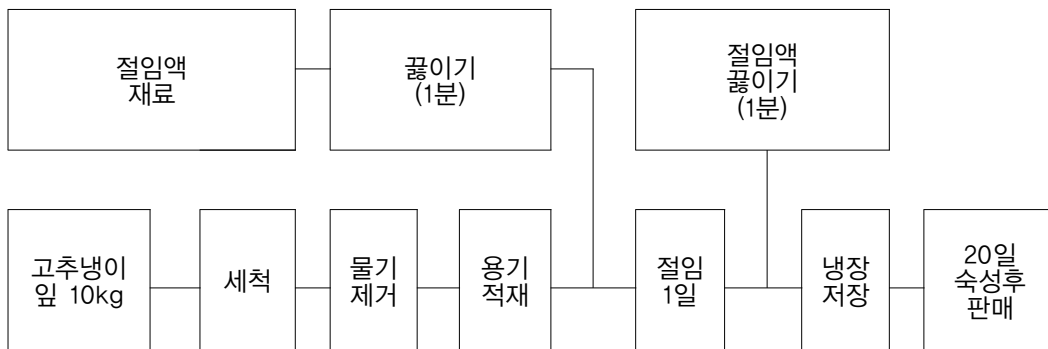 절임액
재료
끓이기
(1분)
절임액
끓이기
(1분)
고추냉이
잎 10kg
세척
물기
제거
용기
적재
절임
1일
냉장
저장
20일
숙성후
판매